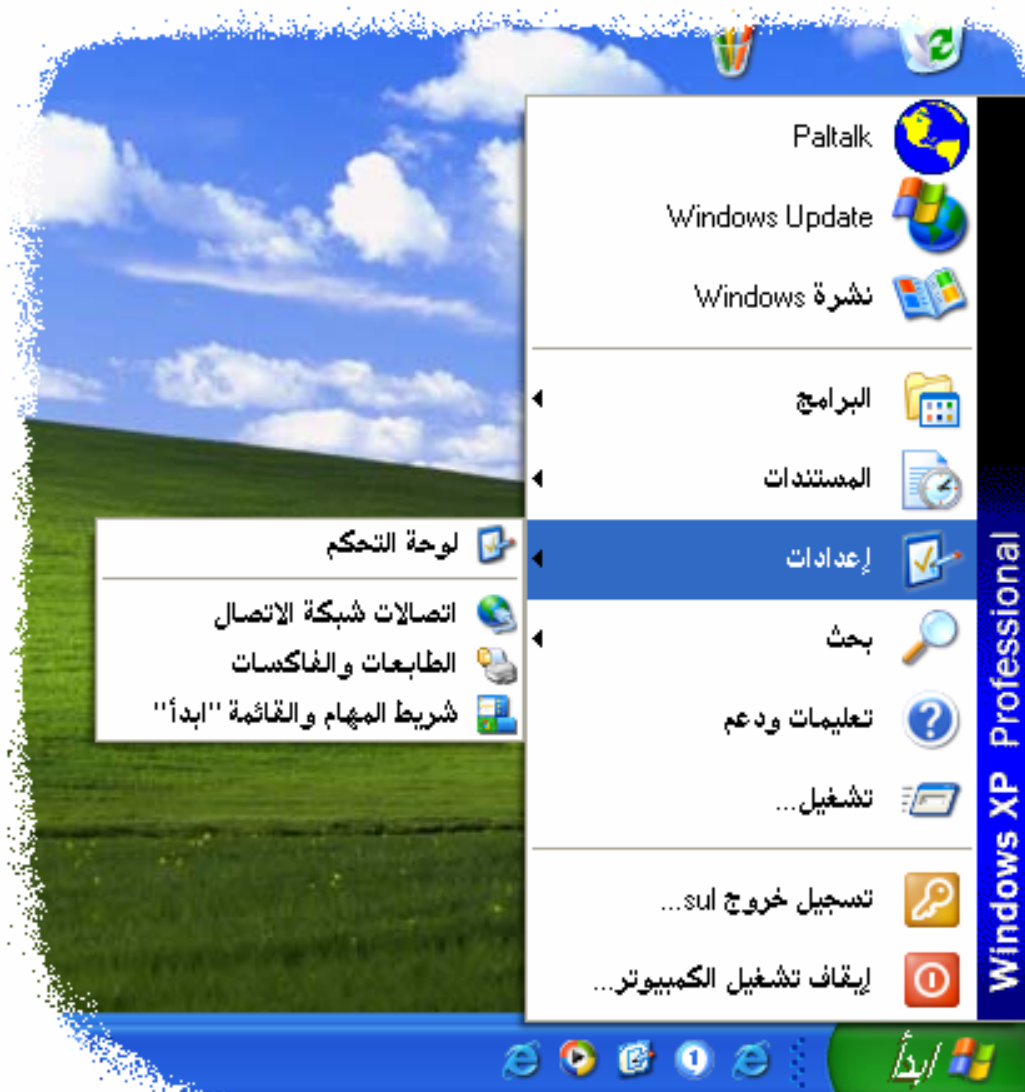 Paltalk
Windows Update
نشرة Windows
البرامج
المستندات
إعدادات
بحث
تعليمات ودعم
تشغيل...
تسجيل خروج sul...
إيقاف تشغيل الكمبيوتر...
لوحة التحكم
اتصالات شبكة الاتصال
الطابعات والفاكسات
شريط المهام والقائمة "ابدأ"
Windows XP Professional
ابدأ
1